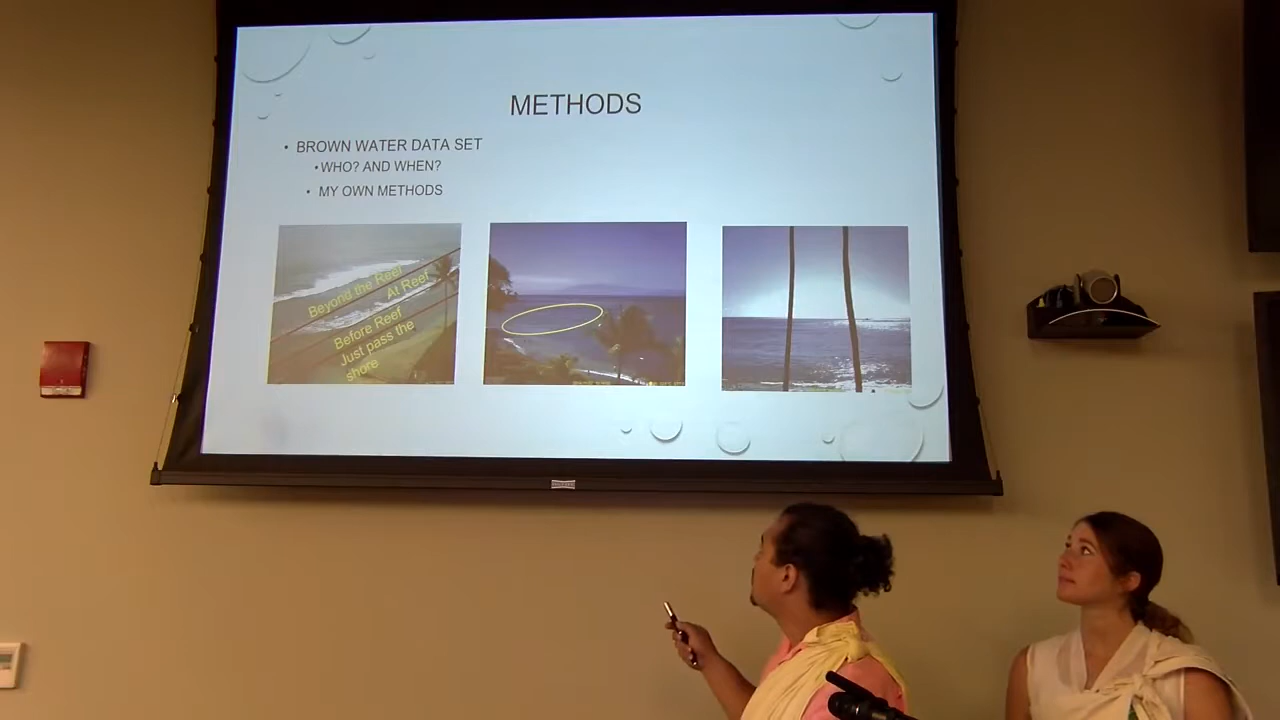 METHODS
• BROWN WATER DATA SET
•WHO? AND WHEN?
• MY OWN METHODS
Beyond the Reef
At Reef
Before Reef
Just pass the
shore